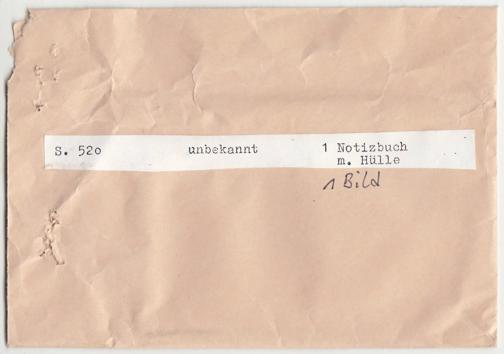 S. 52o unbekannt 1 Notizbuch
m. Hülle
1 Bild